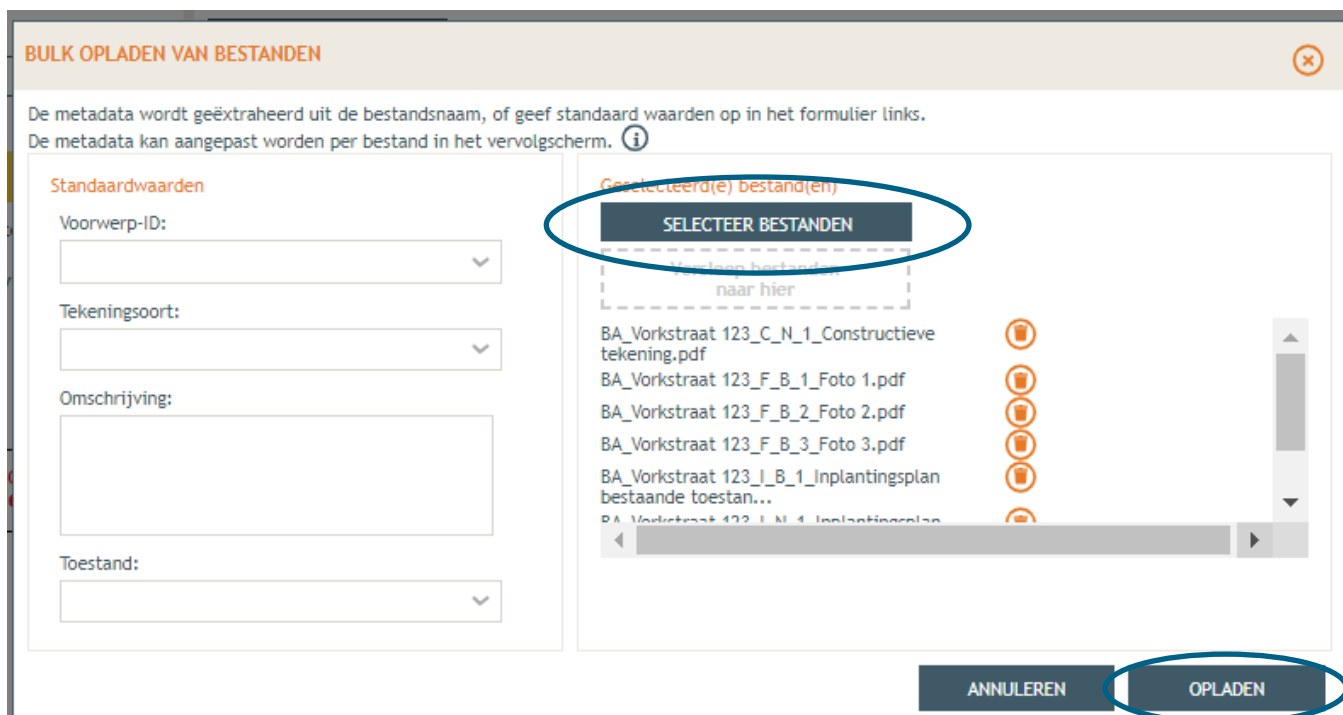 BULK OPLADEN VAN BESTANDEN
De metadata wordt geëxtraheerd uit de bestandsnaam, of geef standaard waarden op in het formulier links.
De metadata kan aangepast worden per bestand in het vervolgscherm.
Standaardwaarden
Voorwerp-ID:
Tekeningsoort:
Omschrijving:
Toestand:
Geselecteerd(e) bestand(en)
SELECTEER BESTANDEN
Versleep bestanden
naar hier
BA_Vorkstraat 123_C_N_1_Constructieve
tekening.pdf
BA_Vorkstraat 123_F_B_1_Foto 1.pdf
BA_Vorkstraat 123_F_B_2_Foto 2.pdf
BA_Vorkstraat 123_F_B_3_Foto 3.pdf
BA_Vorkstraat 123_I_B_1_Inplantingsplan
bestaande toestan...
BA_Vorkstraat 123_I_N_1_Inplantingsplan
ANNULEREN
OPLADEN